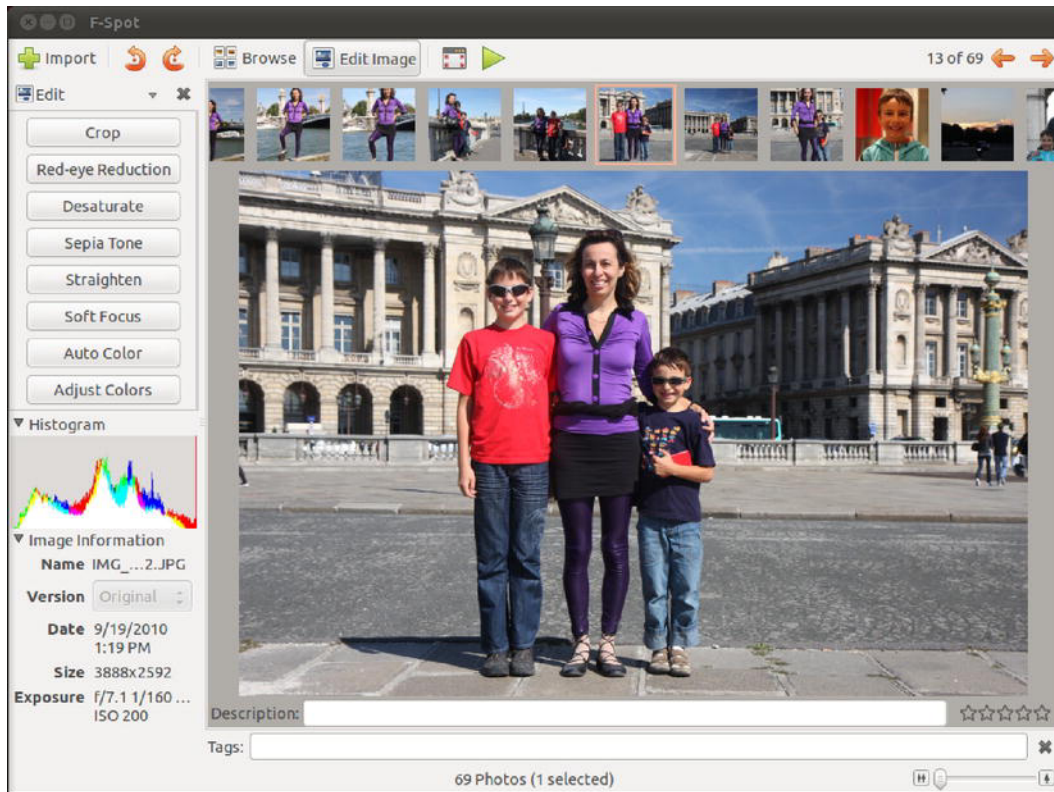 F-Spot
Import
Browse
Edit Image
13 of 69
Edit
Crop
Red-eye Reduction
Desaturate
Sepia Tone
Straighten
Soft Focus
Auto Color
Adjust Colors
Histogram
Image Information
Name IMG_...2.JPG
Version Original
Date 9/19/2010
1:19 PM
Size 3888x2592
Exposure f/7.1 1/160 ...
ISO 200
Description:
Tags:
69 Photos (1 selected)